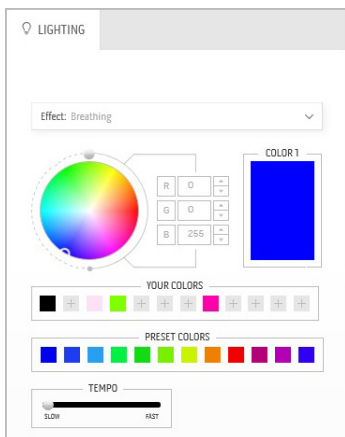 LIGHTING
Effect: Breathing
COLOR 1
R 0
G 0
B 255
YOUR COLORS
PRESET COLORS
TEMPO
SLOW FAST